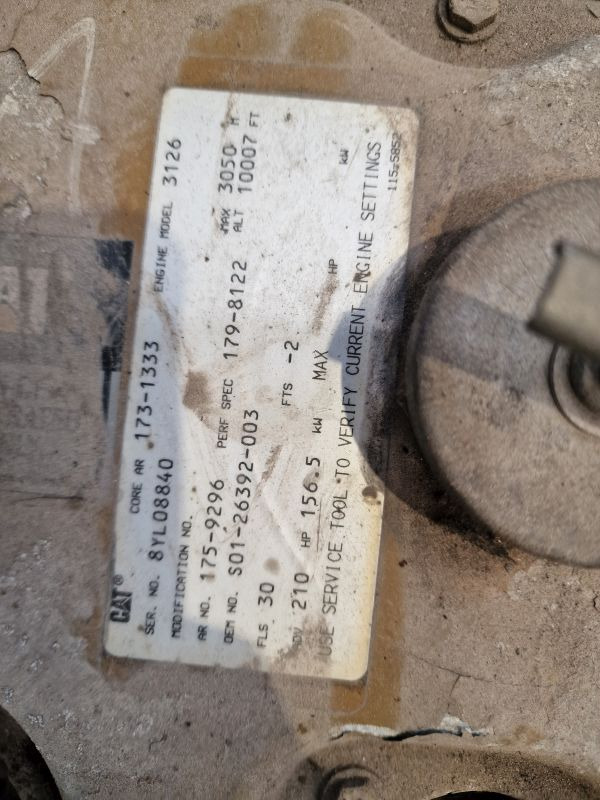 CAT®
CORE AR 173-1333 ENGINE MODEL 3126
SER. NO. 8YL08840
MODIFICATION NO.
AR NO. 175-9296 PERF SPEC 179-8122 MAX ALT 3050 M 10007 FT
OEM NO. S01-26392-003
FLS 30 FTS -2
ADV 210 HP 156.5 kW MAX HP kW
USE SERVICE TOOL TO VERIFY CURRENT ENGINE SETTINGS
115-5852